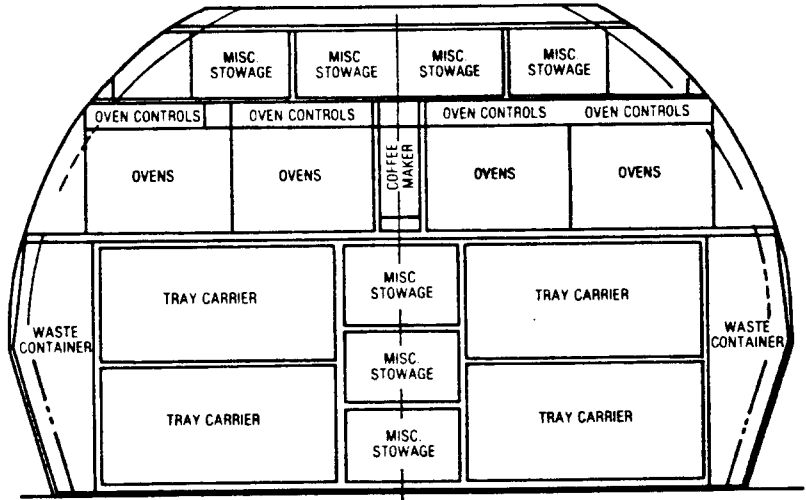 MISC.
STOWAGE
MISC
STOWAGE
MISC.
STOWAGE
MISC.
STOWAGE
OVEN CONTROLS
OVEN CONTROLS
OVEN CONTROLS
OVEN CONTROLS
OVENS
OVENS
COFFEE
MAKER
OVENS
OVENS
WASTE
CONTAINER
TRAY CARRIER
MISC
STOWAGE
TRAY CARRIER
WASTE
CONTAINER
MISC.
STOWAGE
TRAY CARRIER
MISC.
STOWAGE
TRAY CARRIER